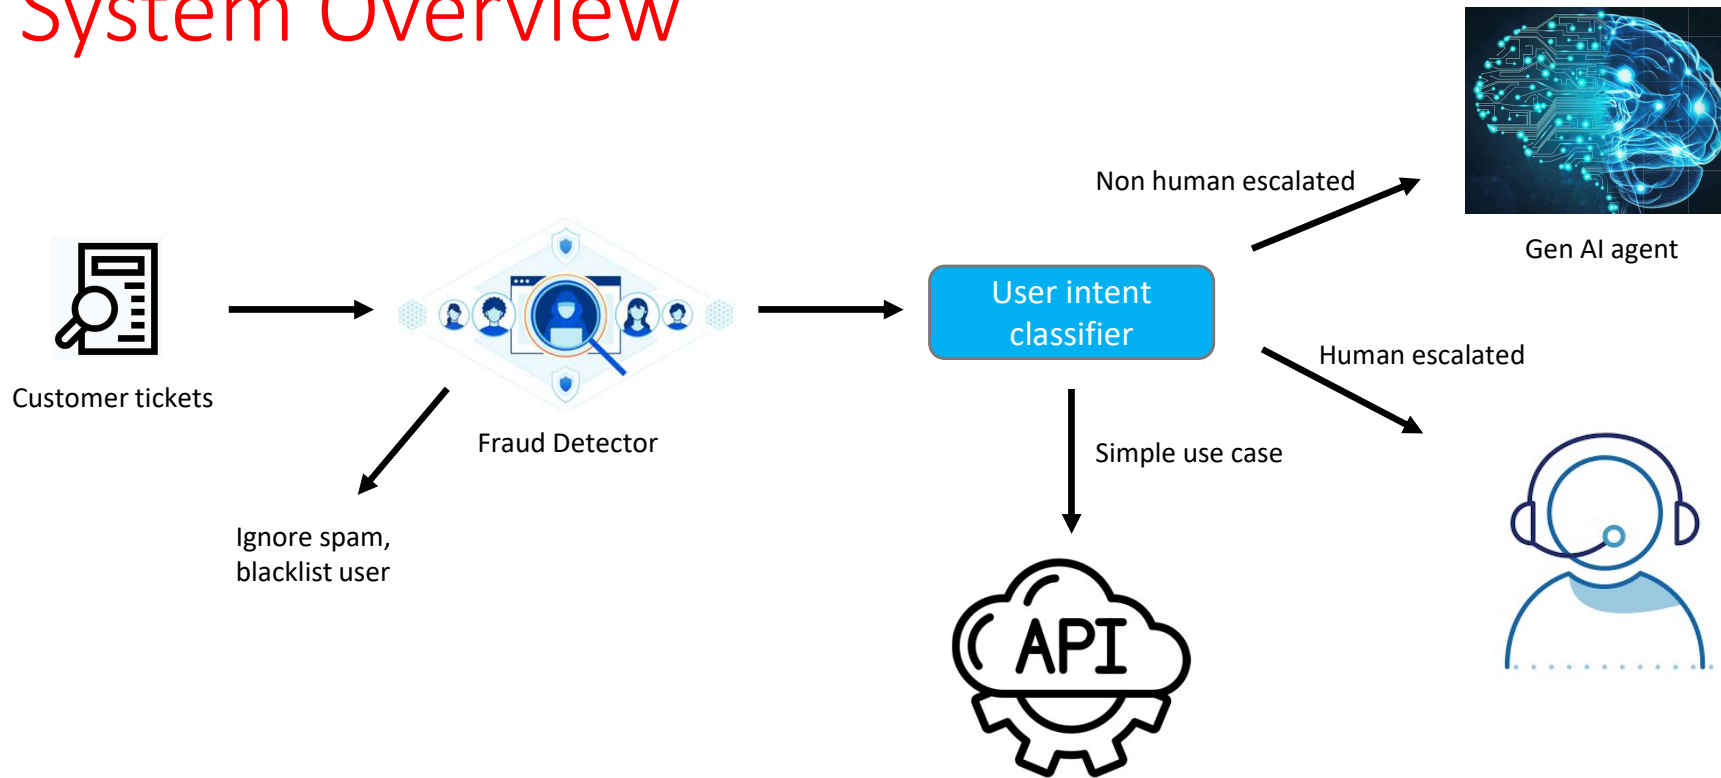 System Overview
Non human escalated
Gen AI agent
User intent
classifier
Human escalated
Customer tickets
Fraud Detector
Simple use case
Ignore spam,
blacklist user
API